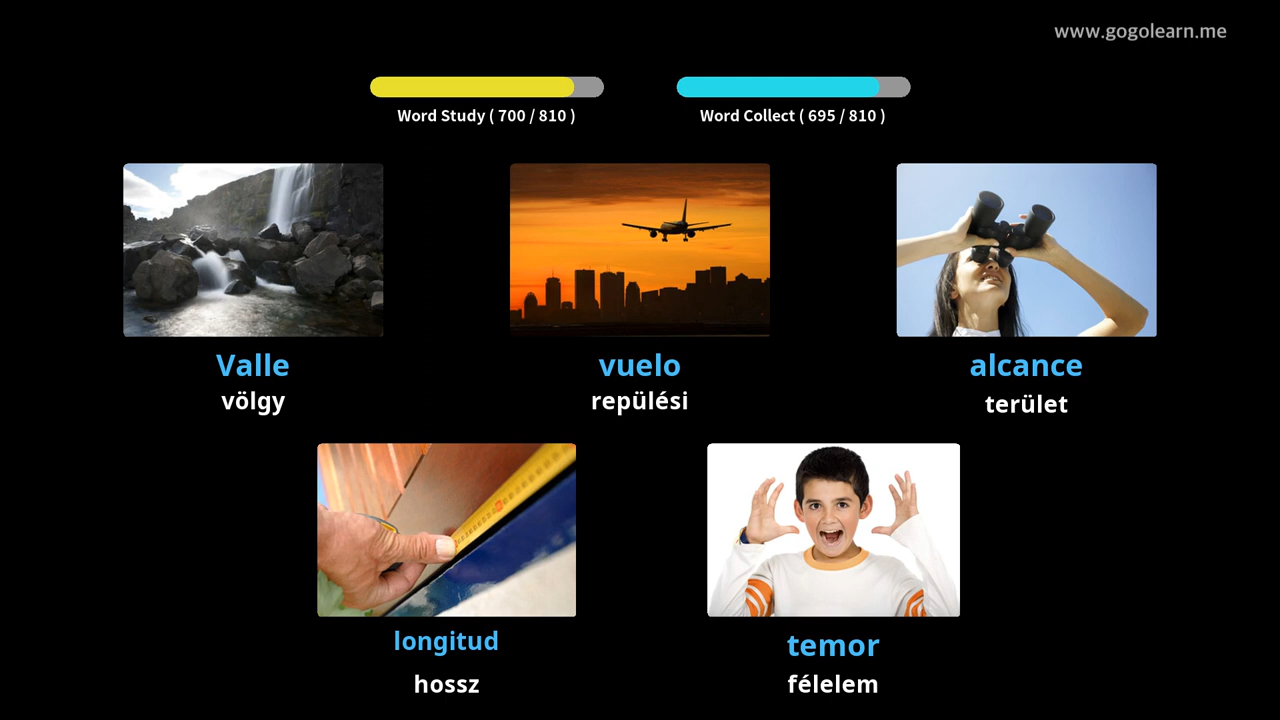 www.gogolearn.me
Word Study ( 700 / 810 )
Word Collect ( 695 / 810 )
Valle
völgy
vuelo
repülési
alcance
terület
longitud
hossz
temor
félelem